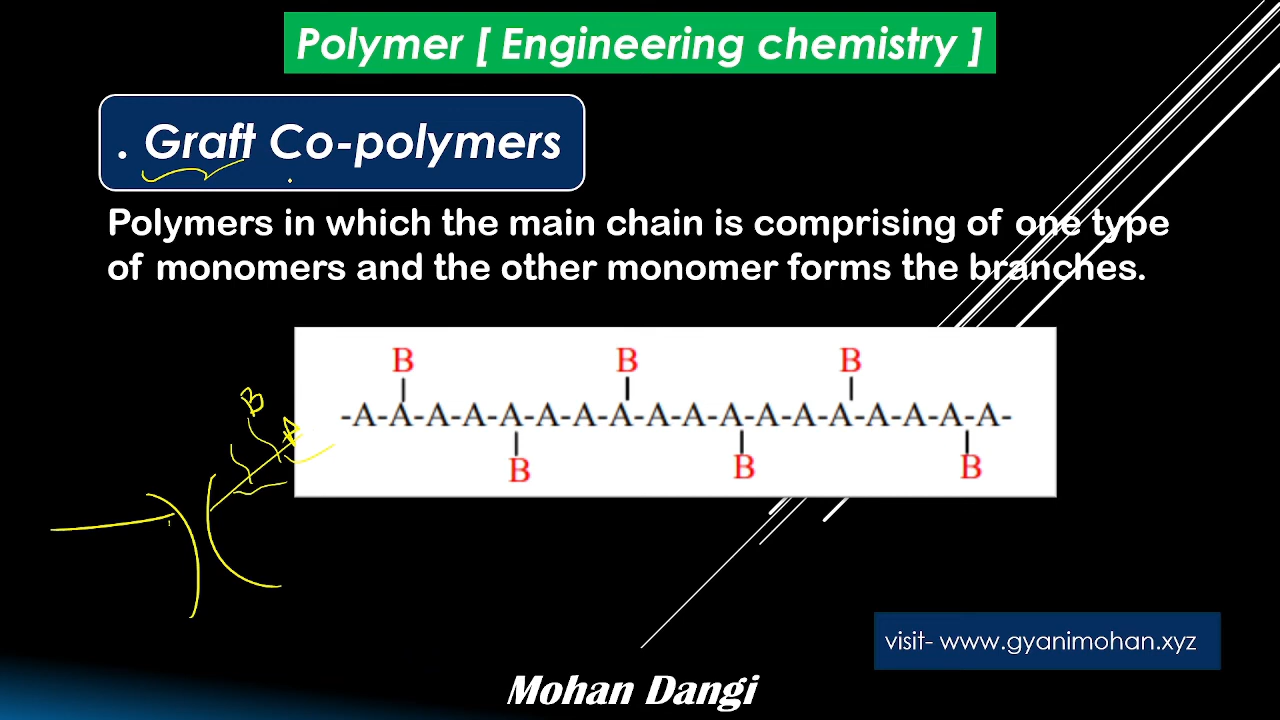 Polymer [ Engineering chemistry ]
. Graft Co-polymers
Polymers in which the main chain is comprising of one type
of monomers and the other monomer forms the branches.
B B B
-A-A-A-A-A-A-A-A-A-A-A-A-A-A-A-A-A-A-
B B B
B
A
visit- www.gyanimohan.xyz
Mohan Dangi